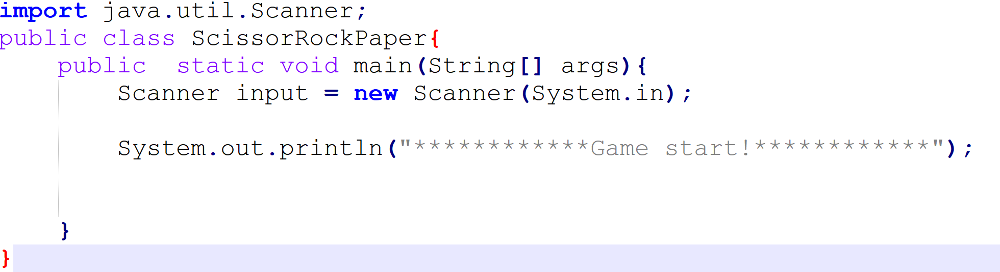 import java.util.Scanner;
public class ScissorRockPaper{
    public  static void main(String[] args){
        Scanner input = new Scanner(System.in);
        System.out.println("************Game start!************");
    }
}